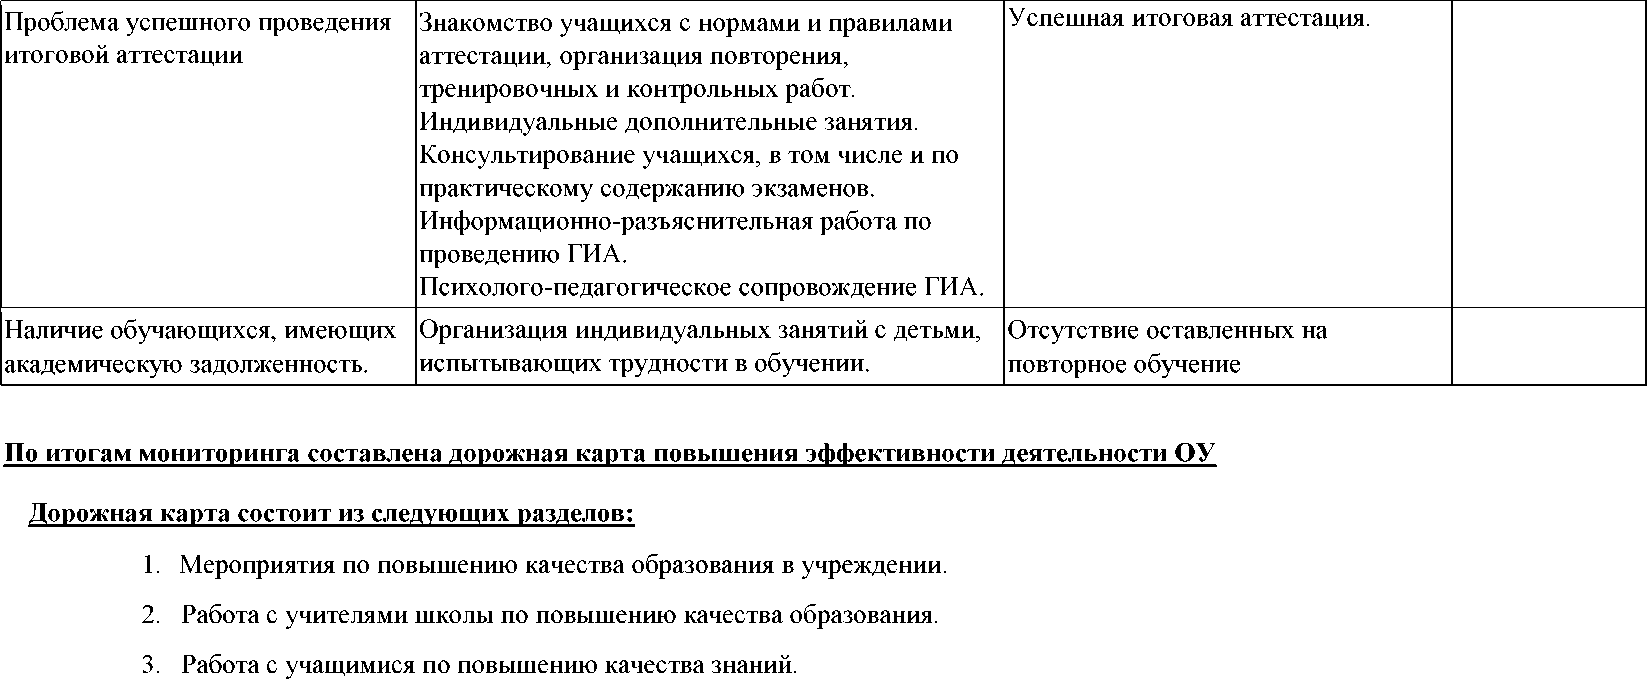 Проблема успешного проведения
итоговой аттестации
Знакомство учащихся с нормами и правилами
аттестации, организация повторения,
тренировочных и контрольных работ.
Индивидуальные дополнительные занятия.
Консультирование учащихся, в том числе и по
практическому содержанию экзаменов.
Информационно-разъяснительная работа по
проведению ГИА.
Психолого-педагогическое сопровождение ГИА.
Успешная итоговая аттестация.
Наличие обучающихся, имеющих
академическую задолженность.
Организация индивидуальных занятий с детьми,
испытывающих трудности в обучении.
Отсутствие оставленных на
повторное обучение
По итогам мониторинга составлена дорожная карта повышения эффективности деятельности ОУ
Дорожная карта состоит из следующих разделов:
1. Мероприятия по повышению качества образования в учреждении.
2. Работа с учителями школы по повышению качества образования.
3. Работа с учащимися по повышению качества знаний.